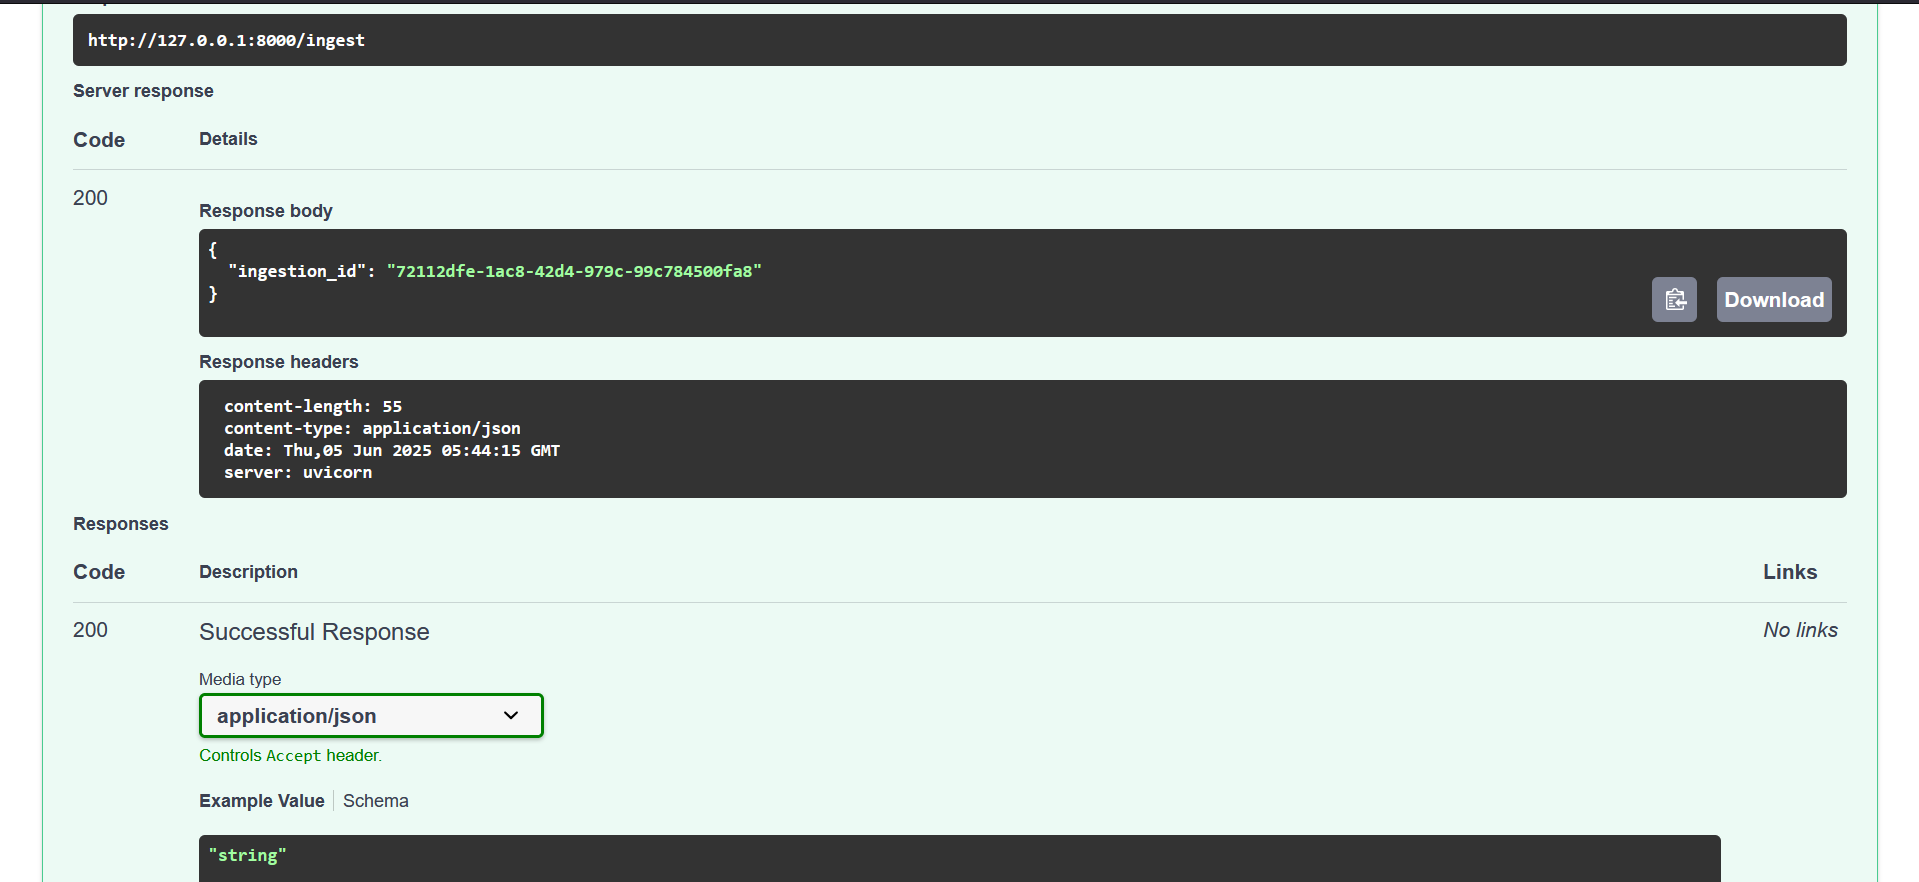 http://127.0.0.1:8000/ingest
Server response
Code Details
200
Response body
{
"ingestion_id": "72112dfe-1ac8-42d4-979c-99c784500fa8"
}
Download
Response headers
content-length: 55
content-type: application/json
date: Thu,05 Jun 2025 05:44:15 GMT
server: uvicorn
Responses
Code Description Links
200 Successful Response No links
Media type
application/json
Controls Accept header.
Example Value Schema
"string"